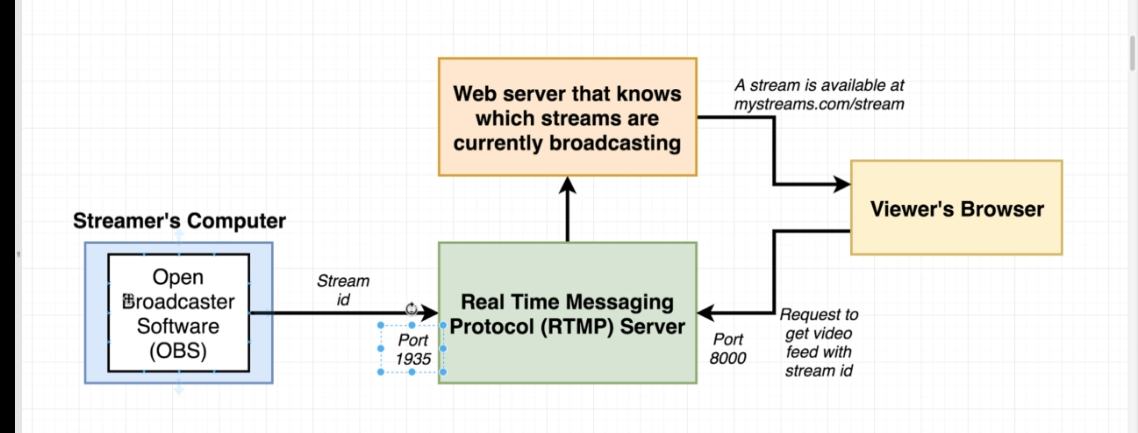 Web server that knows
which streams are
currently broadcasting
A stream is available at
mystreams.com/stream
Viewer's Browser
Streamer's Computer
Open
Broadcaster
Software
(OBS)
Stream
id
Port
1935
Real Time Messaging
Protocol (RTMP) Server
Port
8000
Request to
get video
feed with
stream id